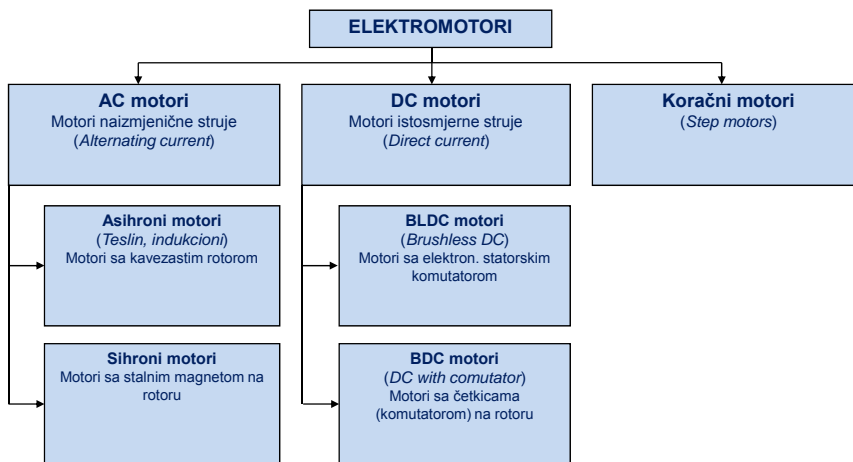 ELEKTROMOTORI
AC motori
Motori naizmjenične struje
(Alternating current)
DC motori
Motori istosmjerne struje
(Direct current)
Koračni motori
(Step motors)
Asihroni motori
(Teslin, indukcioni)
Motori sa kavezastim rotorom
BLDC motori
(Brushless DC)
Motori sa elektron. statorskim
komutatorom
Sihroni motori
Motori sa stalnim magnetom na
rotoru
BDC motori
(DC with comutator)
Motori sa četkicama
(komutatorom) na rotoru